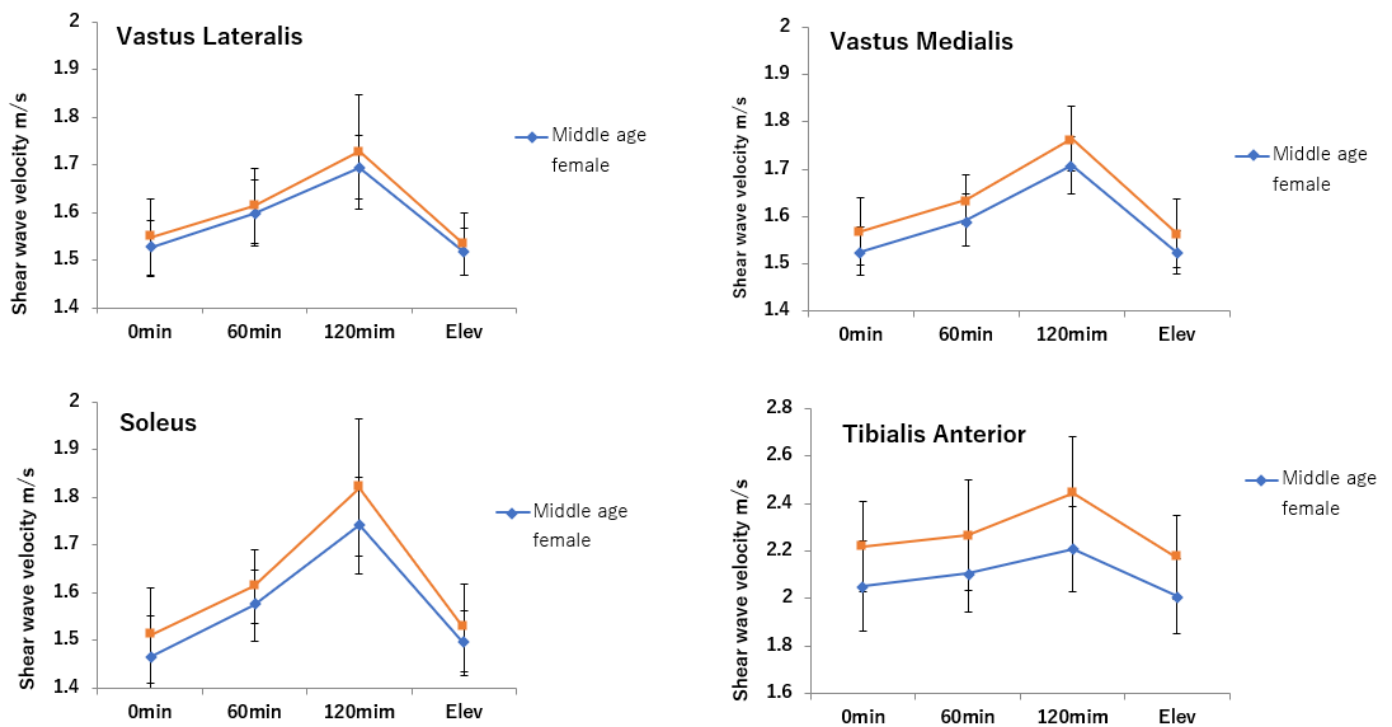 Vastus Lateralis
Shear wave velocity m/s
2
1.9
1.8
1.7
1.6
1.5
1.4
0min 60min 120mim Elev
Middle age
female
Vastus Medialis
Shear wave velocity m/s
2
1.9
1.8
1.7
1.6
1.5
1.4
0min 60min 120mim Elev
Middle age
female
Soleus
Shear wave velocity m/s
2
1.9
1.8
1.7
1.6
1.5
1.4
0min 60min 120mim Elev
Middle age
female
Tibialis Anterior
Shear wave velocity m/s
2.8
2.6
2.4
2.2
2
1.8
1.6
0min 60min 120mim Elev
Middle age
female